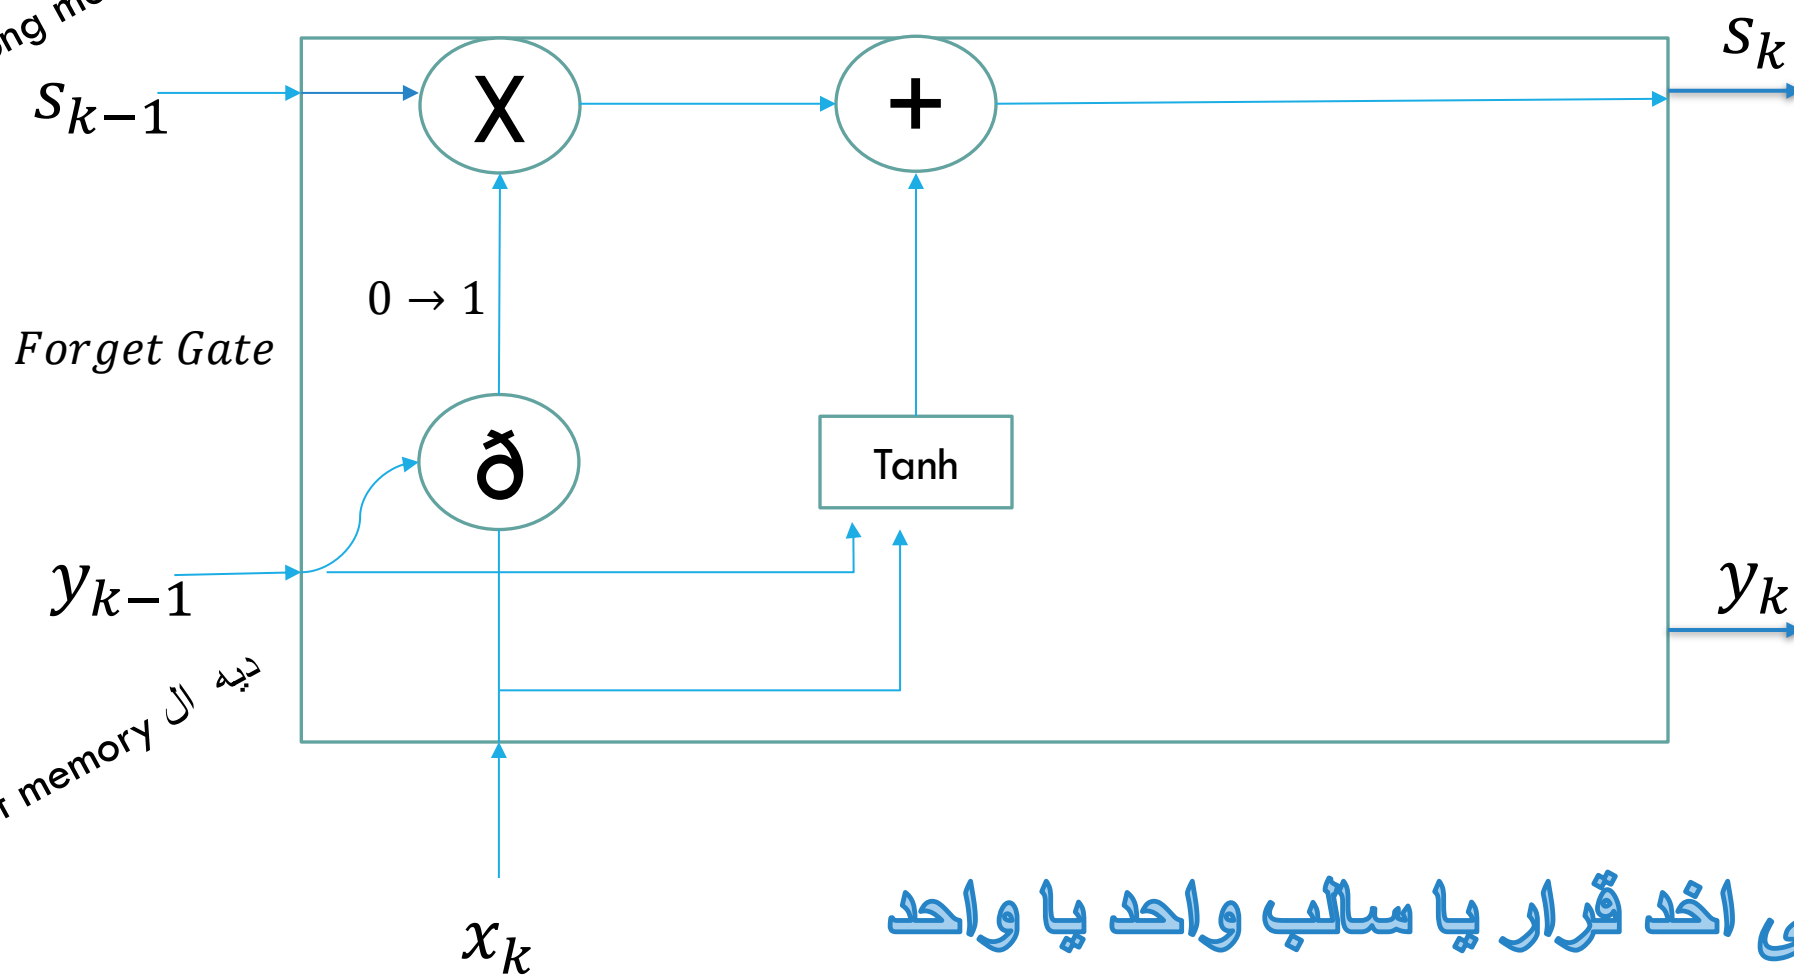 s_k
s_{k−1}
X
+
0 → 1
Forget Gate
ð
Tanh
y_{k−1}
y_k
ديه ال memory
x_k
اخد قرار يا سالب واحد يا واحد